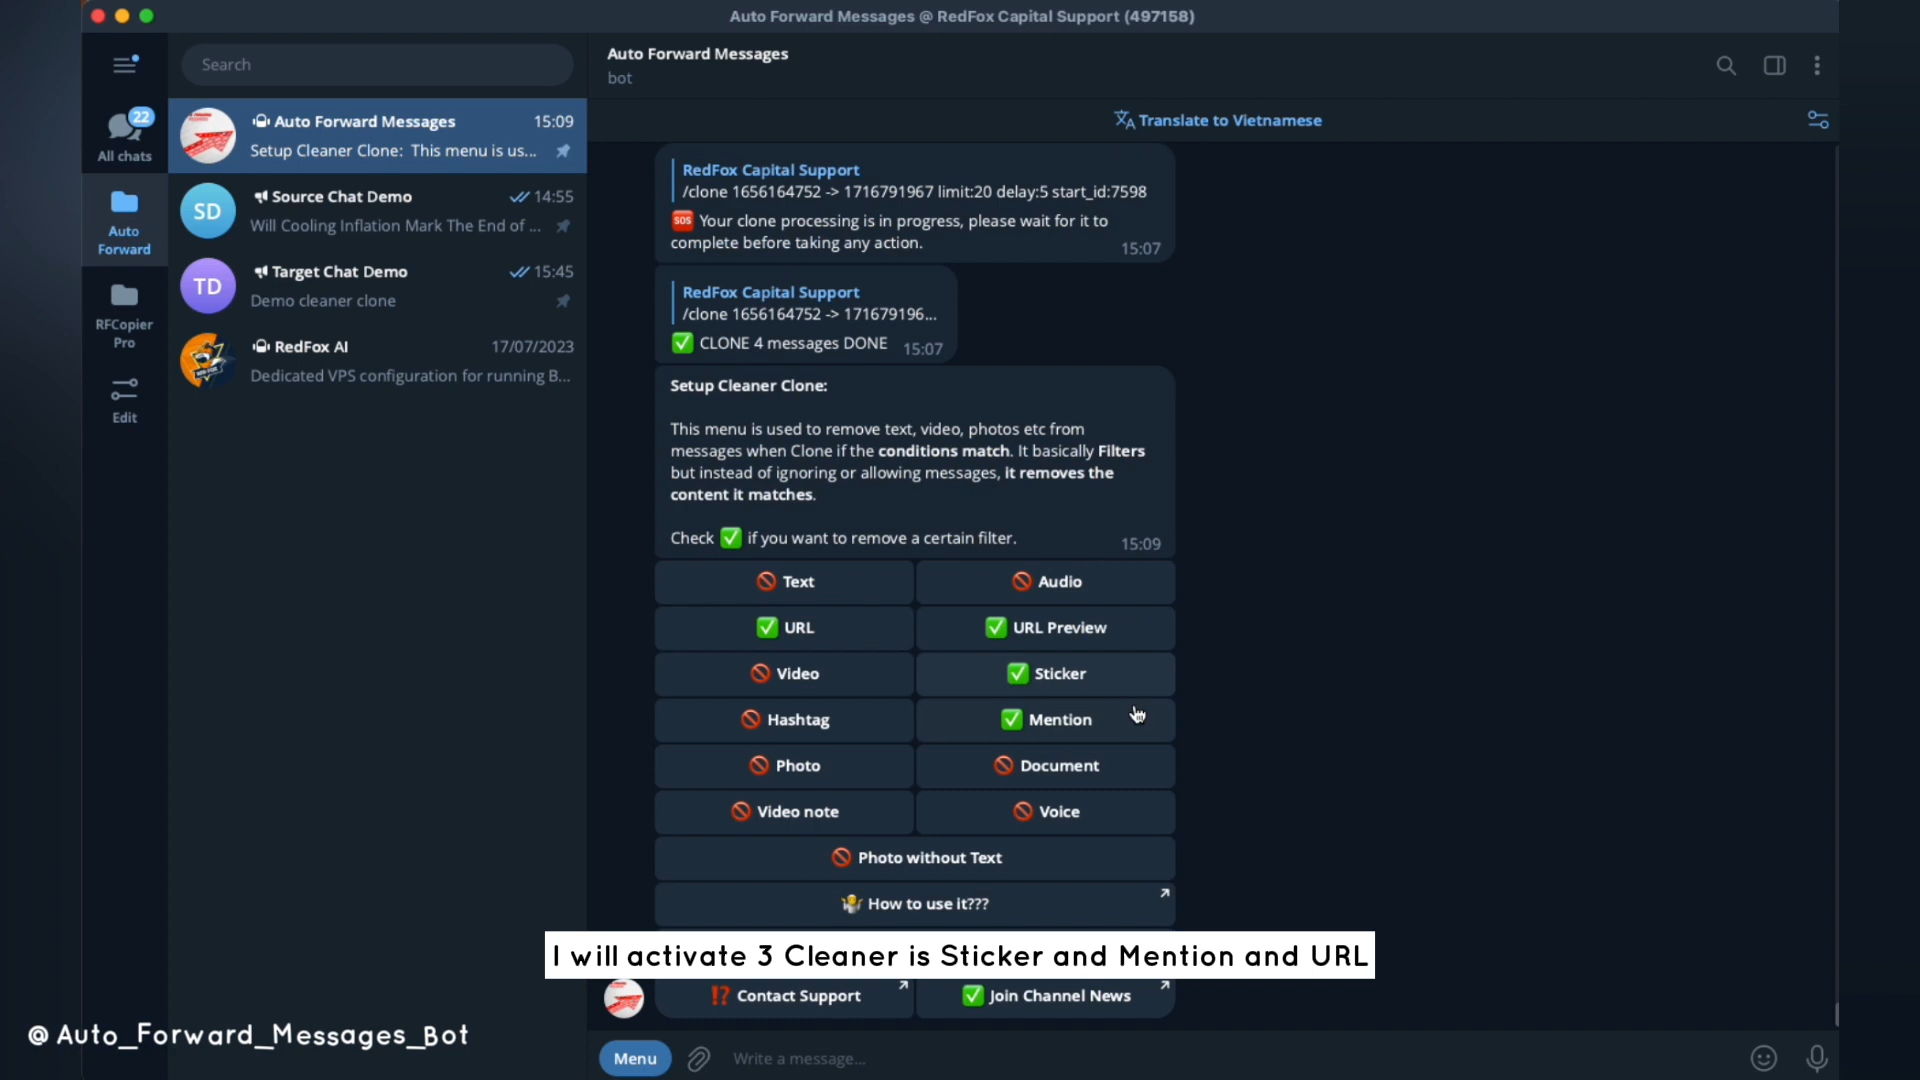 Auto Forward Messages @ RedFox Capital Support (497158)
Search
22
All chats
Auto
Forward
RFCopier
Pro
Edit
Auto Forward Messages 15:09
Setup Cleaner Clone: This menu is us...
SD
Source Chat Demo 14:55
Will Cooling Inflation Mark The End of ...
TD
Target Chat Demo 15:45
Demo cleaner clone
RedFox AI 17/07/2023
Dedicated VPS configuration for running B...
Auto Forward Messages
bot
Translate to Vietnamese
RedFox Capital Support
/clone 1656164752 -> 1716791967 limit:20 delay:5 start_id:7598
SOS Your clone processing is in progress, please wait for it to
complete before taking any action. 15:07
RedFox Capital Support
/clone 1656164752 -> 171679196...
✅ CLONE 4 messages DONE 15:07
Setup Cleaner Clone:
This menu is used to remove text, video, photos etc from
messages when Clone if the conditions match. It basically Filters
but instead of ignoring or allowing messages, it removes the
content it matches.
Check ✅ if you want to remove a certain filter. 15:09
🚫 Text
🚫 Audio
✅ URL
✅ URL Preview
🚫 Video
✅ Sticker
🚫 Hashtag
✅ Mention
🚫 Photo
🚫 Document
🚫 Video note
🚫 Voice
🚫 Photo without Text
🤷 How to use it???
I will activate 3 Cleaner is Sticker and Mention and URL
⁉️ Contact Support
✅ Join Channel News
@Auto_Forward_Messages_Bot
Menu
Write a message...